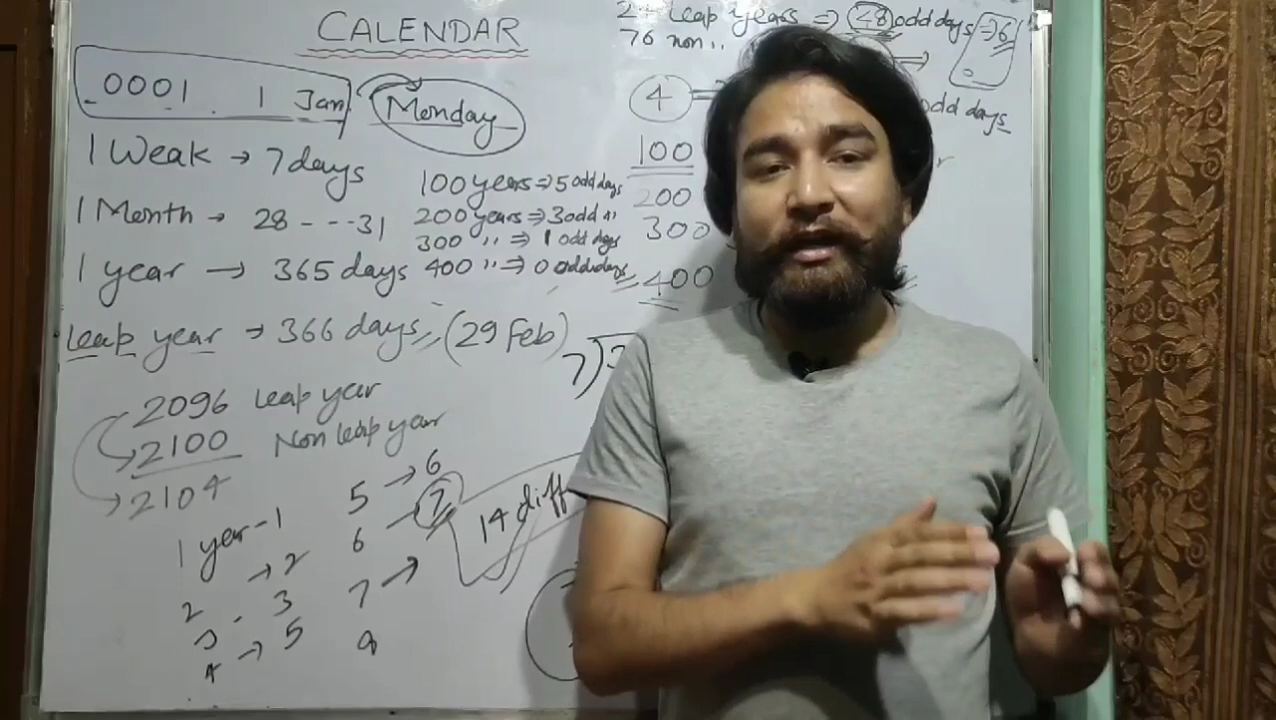 CALENDAR
0001 1 Jan Monday
1 Weak → 7 days
1 Month → 28 - - - 31
1 year → 365 days
leap year → 366 days (29 Feb)
2096 leap year
2100 Non leap year
2104
1 year - 1
→ 2
2 - 3
3
4 → 5
5 → 6
6 - 7
7 →
14 diff
100 years ⇒ 5 odd days
200 years ⇒ 3 odd "
300 " ⇒ 1 odd days
400 " ⇒ 0 odd days
leap years ⇒ 48 odd days ⇒ 6
76 non "
4 =
odd days
100
200
300
400
7)